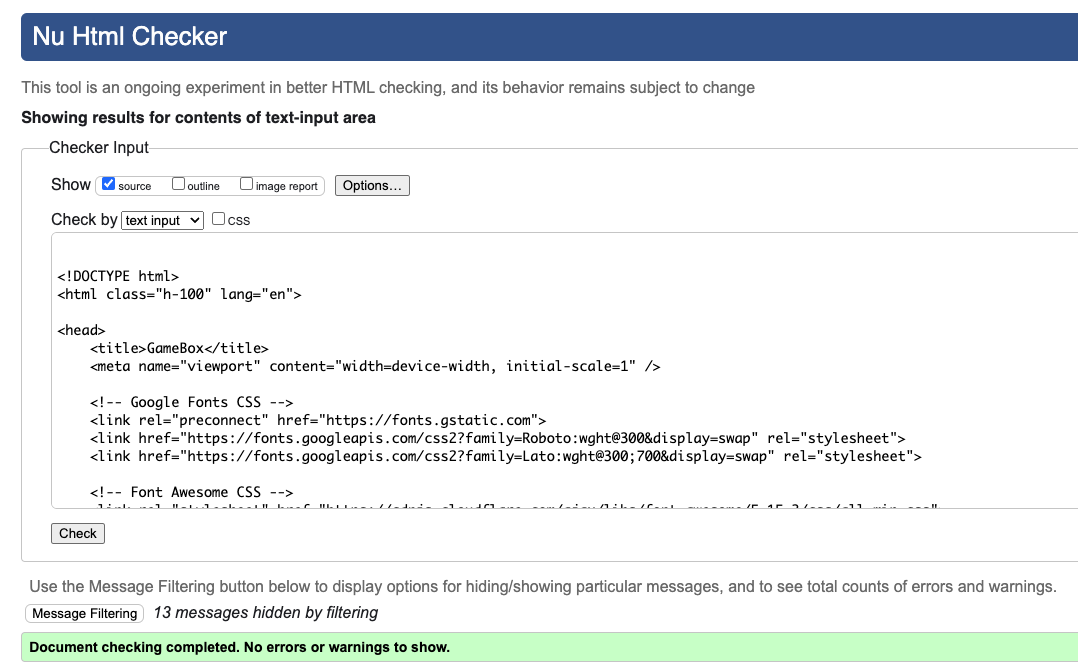 Nu Html Checker
This tool is an ongoing experiment in better HTML checking, and its behavior remains subject to change
Showing results for contents of text-input area
Checker Input
Show source outline image report Options...
Check by text input CSS
<!DOCTYPE html>
<html class="h-100" lang="en">
<head>
<title>GameBox</title>
<meta name="viewport" content="width=device-width, initial-scale=1" />
<!-- Google Fonts CSS -->
<link rel="preconnect" href="https://fonts.gstatic.com">
<link href="https://fonts.googleapis.com/css2?family=Roboto:wght@300&display=swap" rel="stylesheet">
<link href="https://fonts.googleapis.com/css2?family=Lato:wght@300;700&display=swap" rel="stylesheet">
<!-- Font Awesome CSS -->
Check
Use the Message Filtering button below to display options for hiding/showing particular messages, and to see total counts of errors and warnings.
Message Filtering 13 messages hidden by filtering
Document checking completed. No errors or warnings to show.